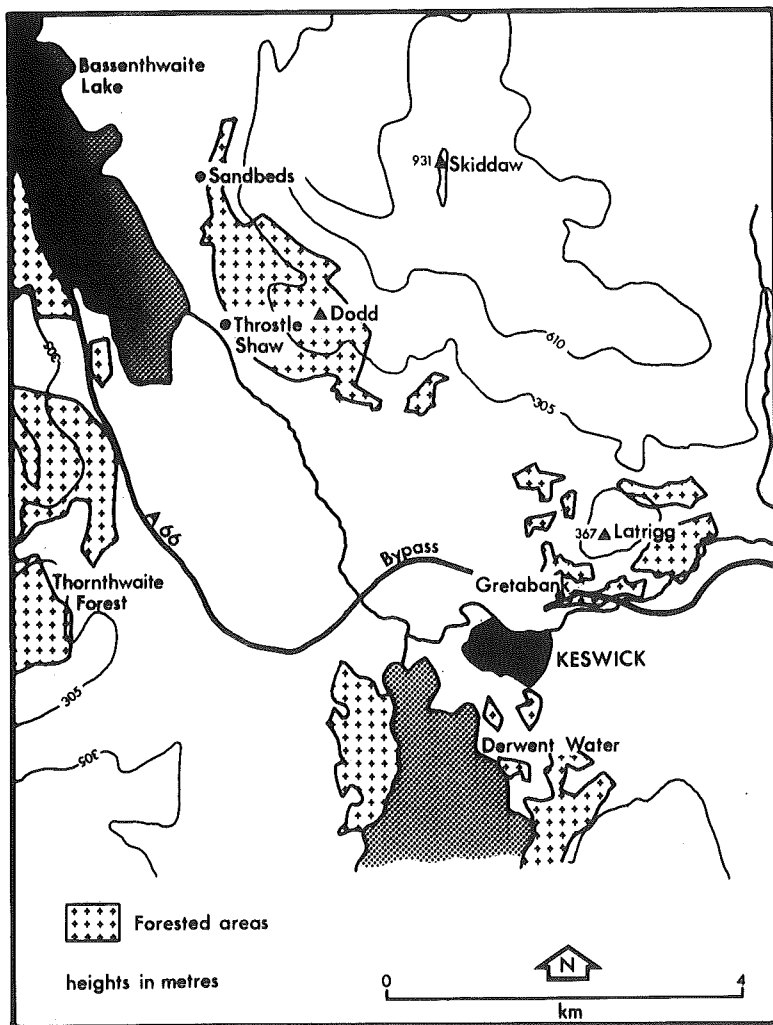 Bassenthwaite
Lake
931 Skiddaw
Sandbeds
Dodd
Throstle
Shaw
610
305
305
A66
367 Latrigg
Bypass
Gretabank
Thornthwaite
Forest
KESWICK
305
Derwent Water
305
Forested areas
heights in metres
N
0 4
km